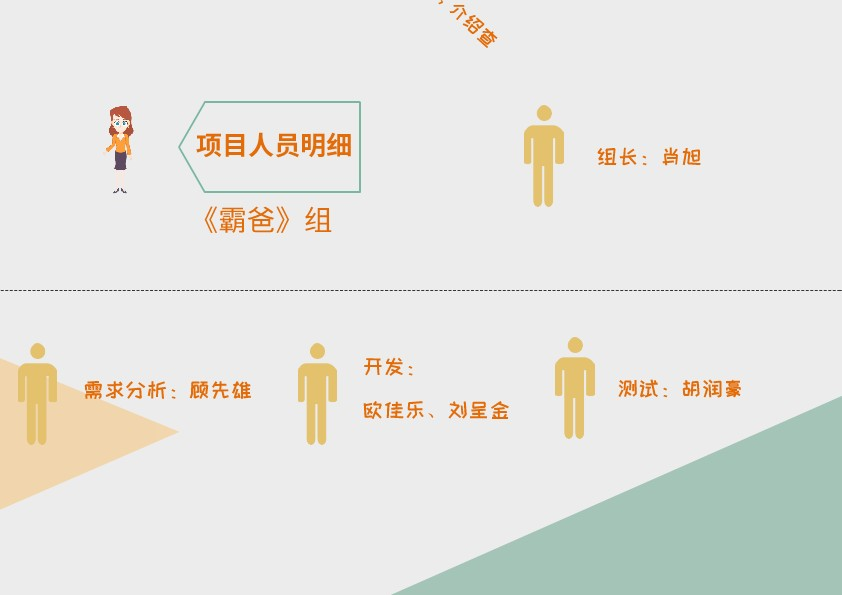 介绍查
项目人员明细
《霸爸》组
组长：肖旭
需求分析：顾先雄
开发：
欧佳乐、刘呈金
测试：胡润豪